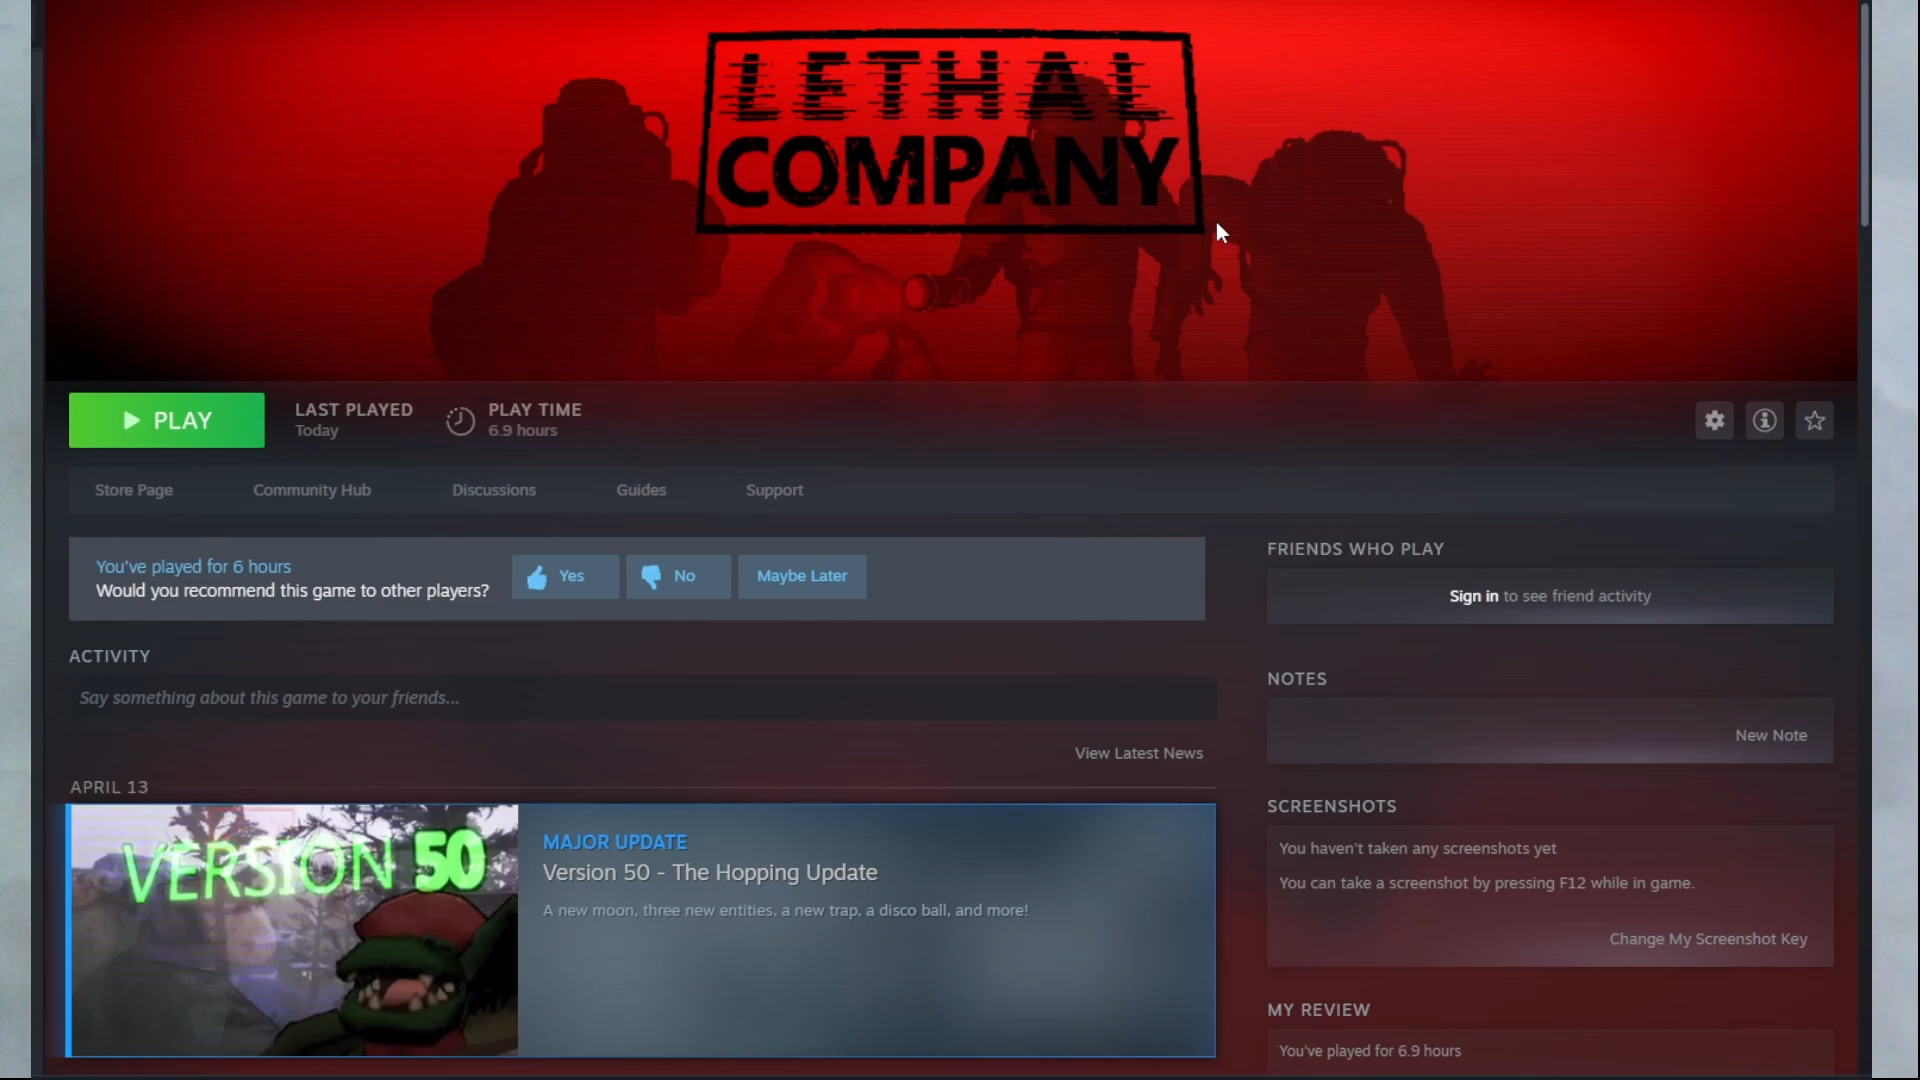 LETHAL
COMPANY
PLAY
LAST PLAYED
Today
PLAY TIME
6.9 hours
Store Page
Community Hub
Discussions
Guides
Support
You've played for 6 hours
Would you recommend this game to other players?
Yes
No
Maybe Later
FRIENDS WHO PLAY
Sign in to see friend activity
ACTIVITY
Say something about this game to your friends...
View Latest News
NOTES
New Note
APRIL 13
VERSION 50
MAJOR UPDATE
Version 50 - The Hopping Update
A new moon, three new entities, a new trap, a disco ball, and more!
SCREENSHOTS
You haven't taken any screenshots yet
You can take a screenshot by pressing F12 while in game.
Change My Screenshot Key
MY REVIEW
You've played for 6.9 hours